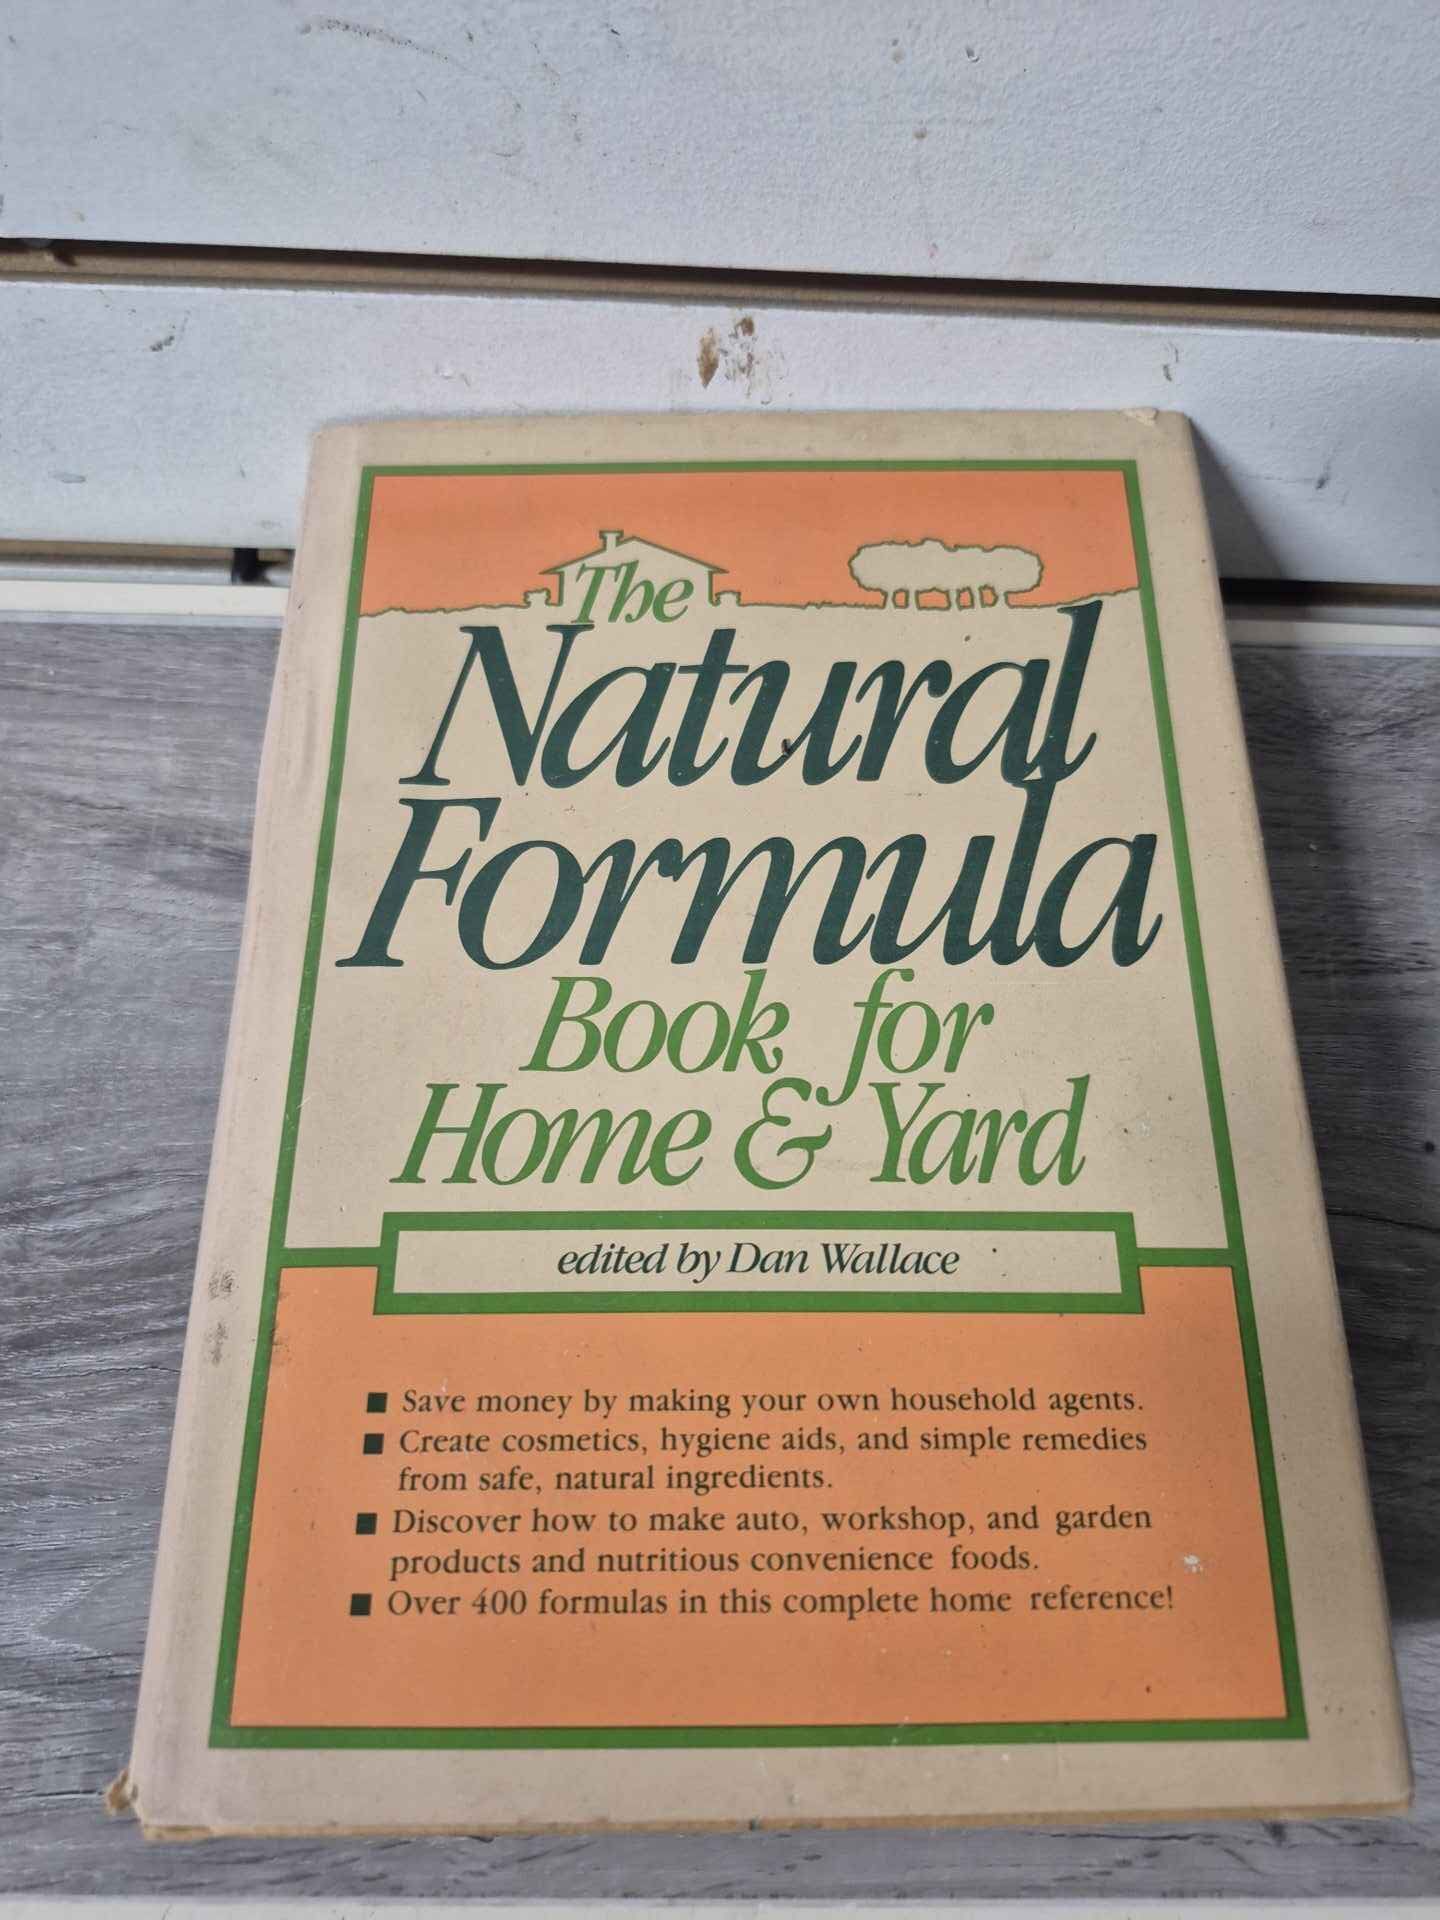 The
Natural
Formula
Book for
Home & Yard
edited by Dan Wallace
■ Save money by making your own household agents.
■ Create cosmetics, hygiene aids, and simple remedies
from safe, natural ingredients.
■ Discover how to make auto, workshop, and garden
products and nutritious convenience foods.
■ Over 400 formulas in this complete home reference!